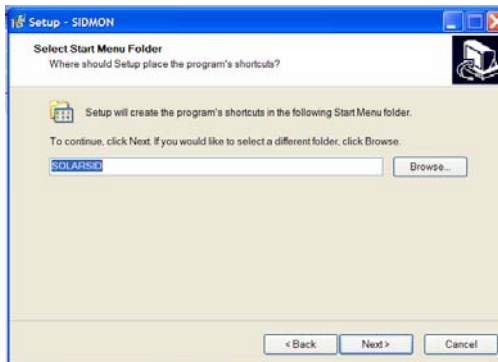 Setup - SIDMON
Select Start Menu Folder
Where should Setup place the program's shortcuts?
Setup will create the program's shortcuts in the following Start Menu folder.
To continue, click Next. If you would like to select a different folder, click Browse.
SOLARSID
Browse...
< Back
Next >
Cancel